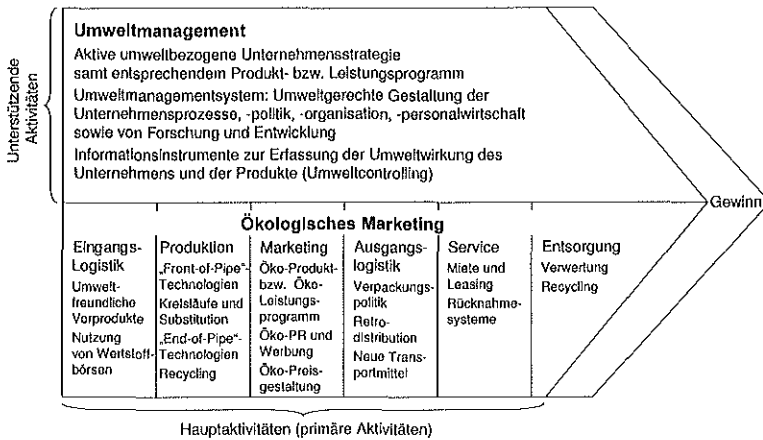 Unterstützende
Aktivitäten
Umweltmanagement
Aktive umweltbezogene Unternehmensstrategie
samt entsprechendem Produkt- bzw. Leistungsprogramm
Umweltmanagementsystem: Umweltgerechte Gestaltung der
Unternehmensprozesse, -politik, -organisation, -personalwirtschaft
sowie von Forschung und Entwicklung
Informationsinstrumente zur Erfassung der Umweltwirkung des
Unternehmens und der Produkte (Umweltcontrolling)
Gewinn
Ökologisches Marketing
Eingangs-
Logistik
Umwelt-
freundliche
Vorprodukte
Nutzung
von Wertstoff-
börsen
Produktion
„Front-of-Pipe“-
Technologien
Kreisläufe und
Substitution
„End-of-Pipe“-
Technologien
Recycling
Marketing
Öko-Produkt-
bzw. Öko-
Leistungs-
programm
Öko-PR und
Werbung
Öko-Preis-
gestaltung
Ausgangs-
logistik
Verpackungs-
politik
Retro-
distribution
Neue Trans-
portmittel
Service
Miete und
Leasing
Rücknahme-
systeme
Entsorgung
Verwertung
Recycling
Hauptaktivitäten (primäre Aktivitäten)